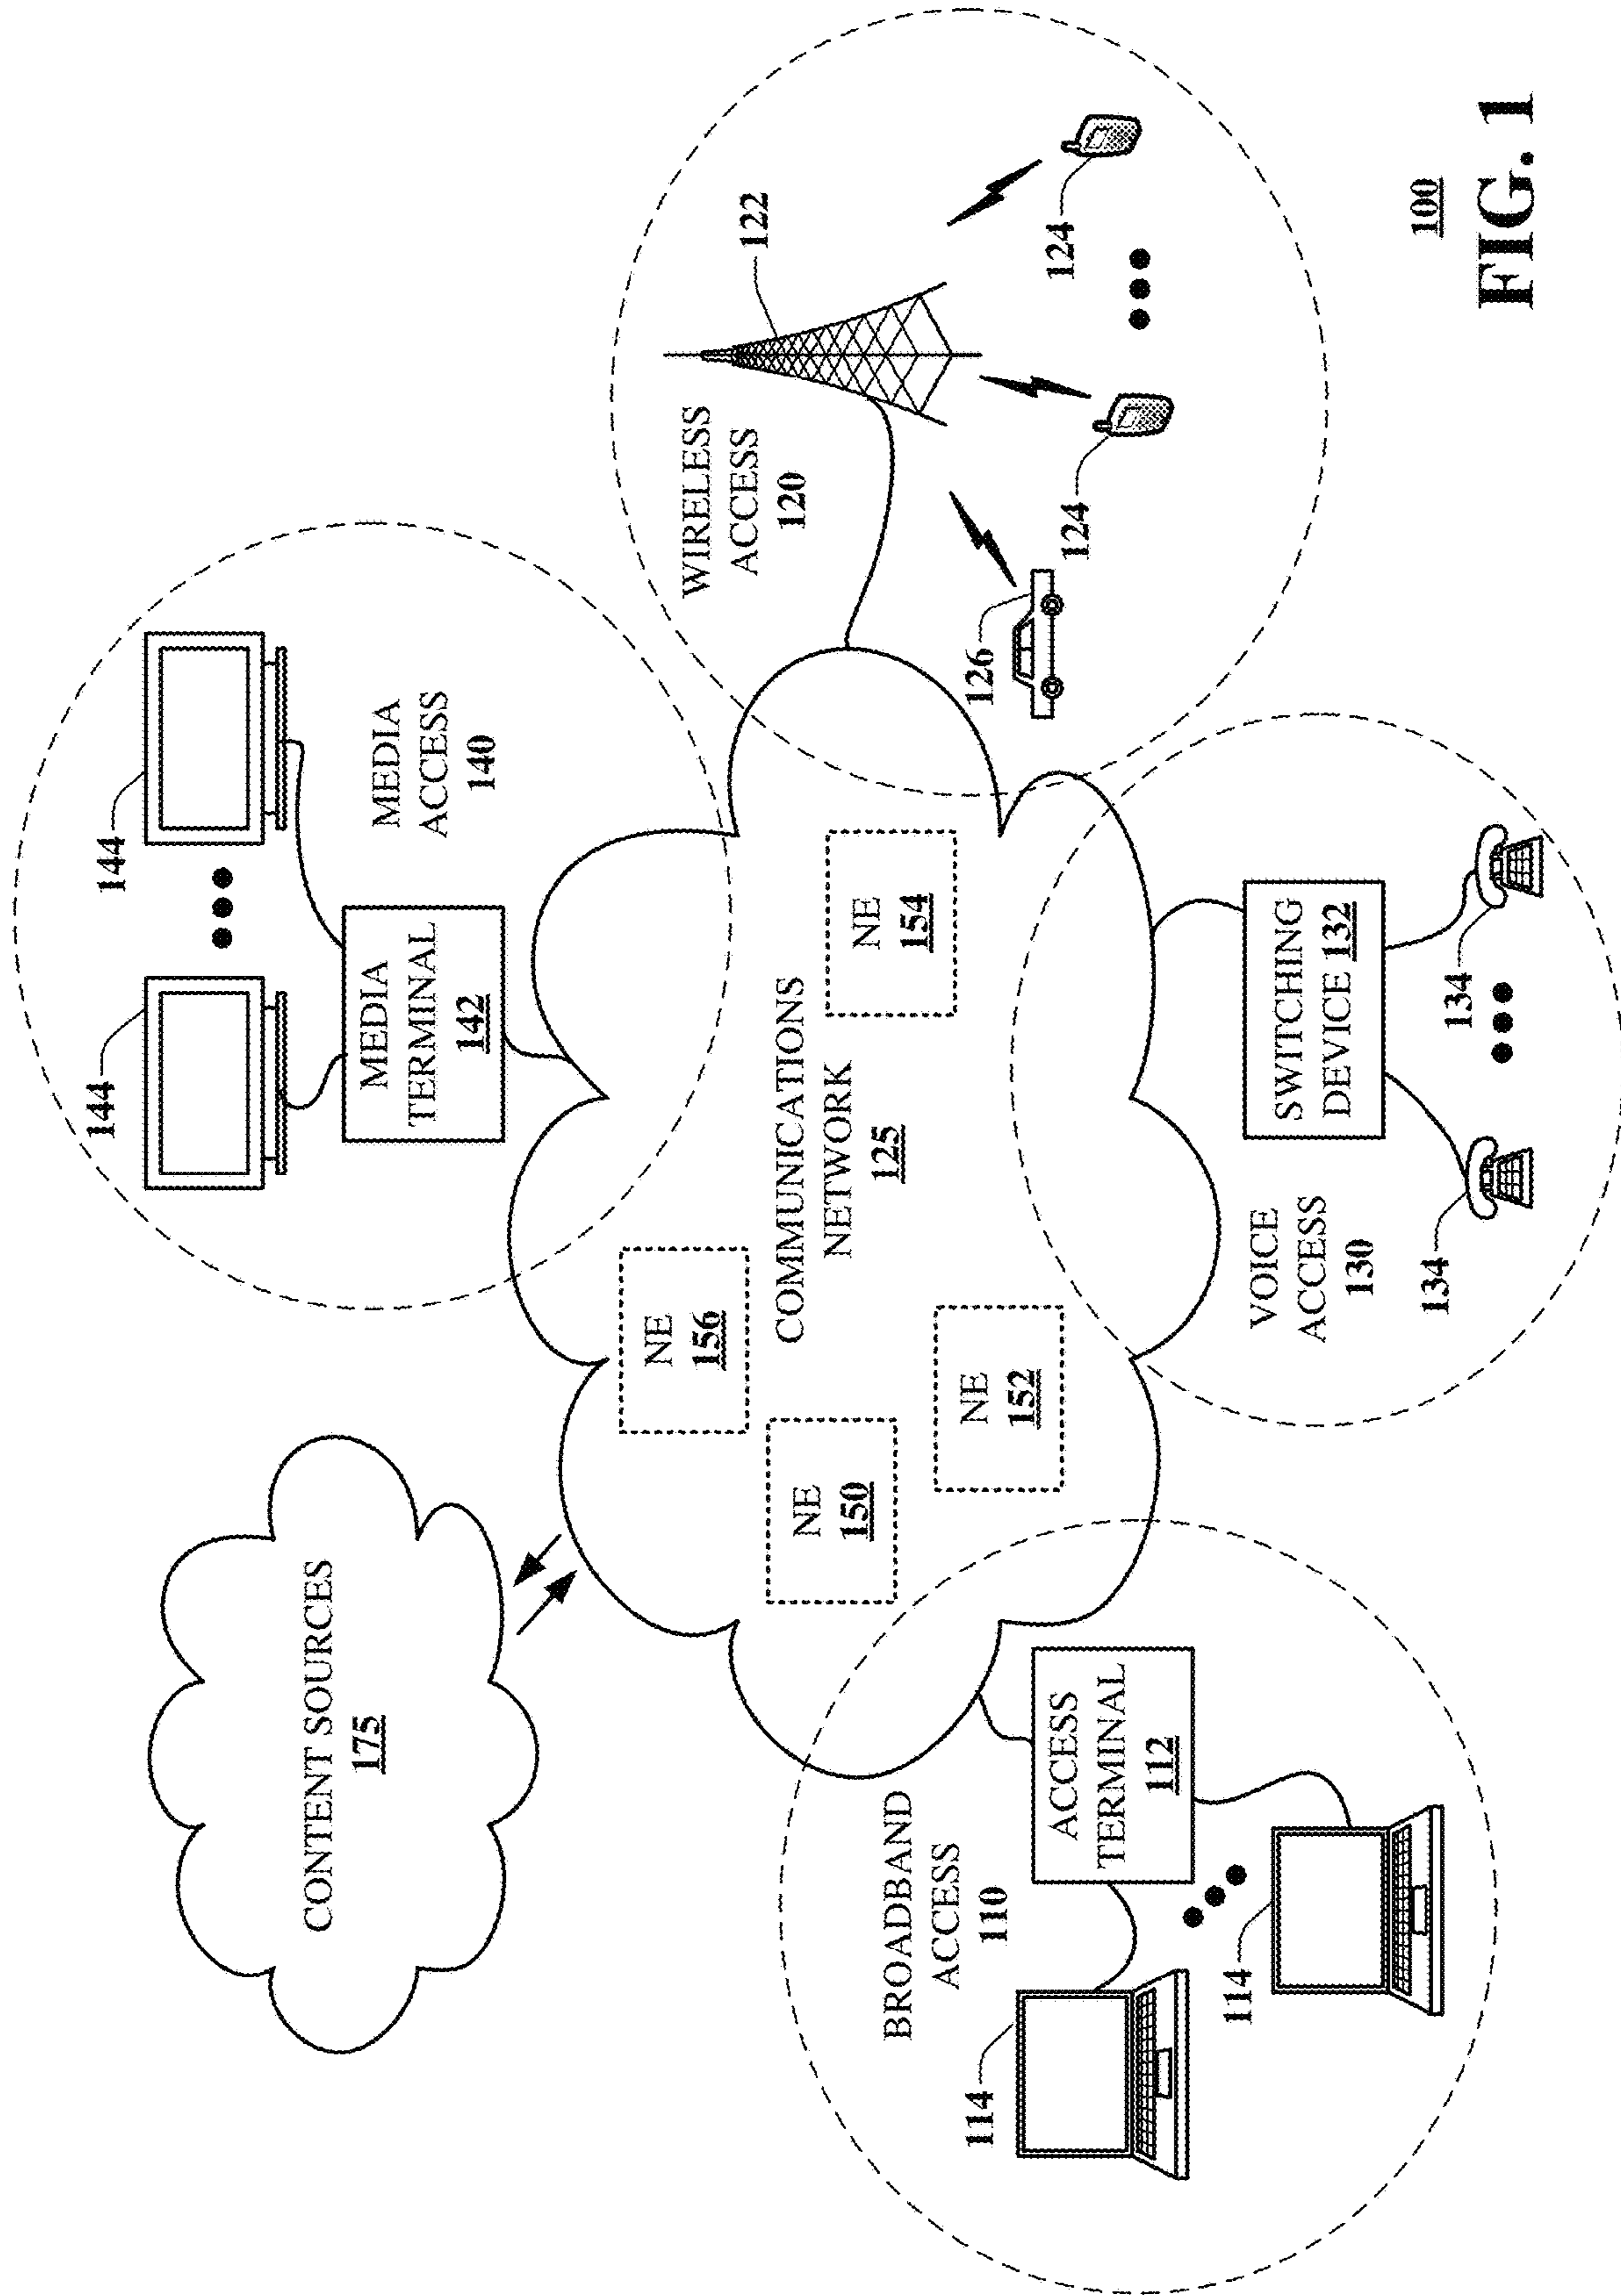 CONTENT SOURCES
175
144
144
MEDIA
TERMINAL
142
MEDIA
ACCESS
140
WIRELESS
ACCESS
120
122
124
124
126
NE
156
NE
150
NE
152
NE
154
COMMUNICATIONS
NETWORK
125
BROADBAND
ACCESS
110
ACCESS
TERMINAL
112
114
114
VOICE
ACCESS
130
SWITCHING
DEVICE 132
134
134
100
FIG. 1